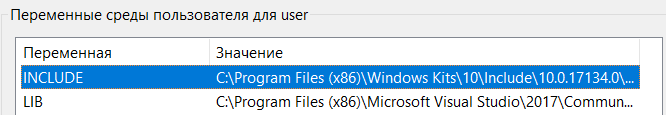 Переменные среды пользователя для user
Переменная Значение
INCLUDE C:\Program Files (x86)\Windows Kits\10\Include\10.0.17134.0\...
LIB C:\Program Files (x86)\Microsoft Visual Studio\2017\Commun...